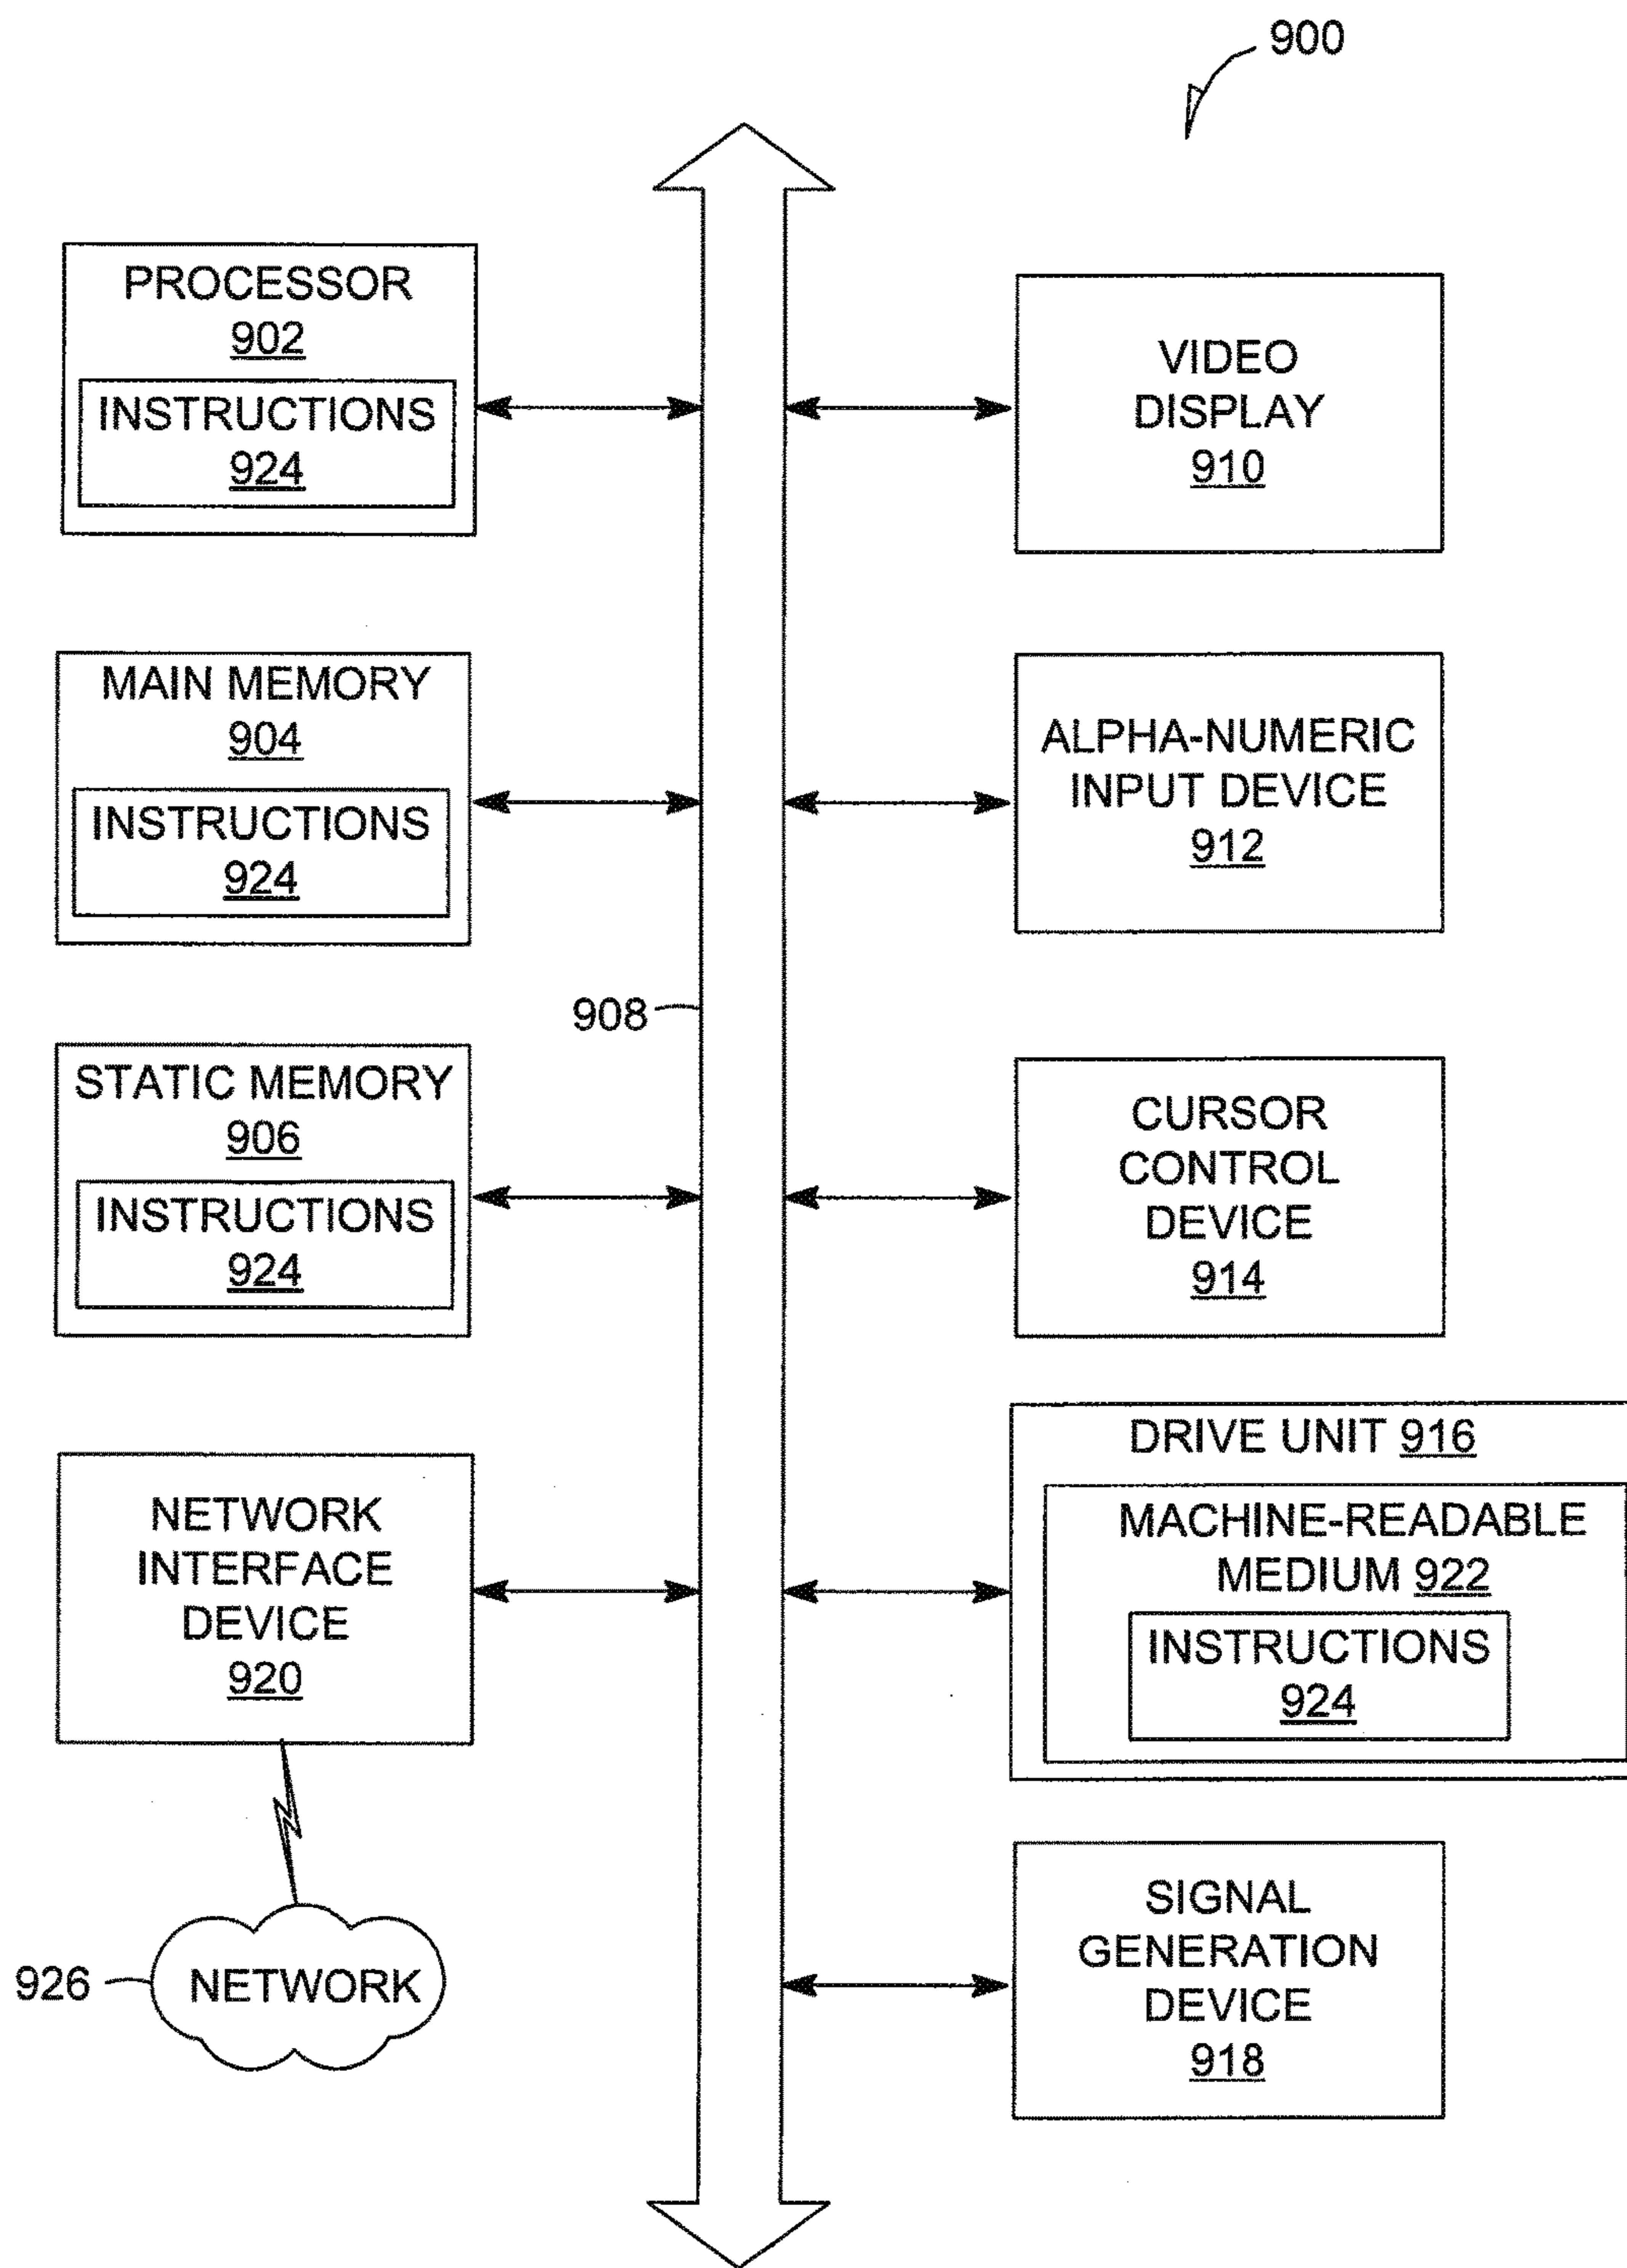 900
PROCESSOR
902
INSTRUCTIONS
924
VIDEO
DISPLAY
910
MAIN MEMORY
904
INSTRUCTIONS
924
ALPHA-NUMERIC
INPUT DEVICE
912
908
STATIC MEMORY
906
INSTRUCTIONS
924
CURSOR
CONTROL
DEVICE
914
NETWORK
INTERFACE
DEVICE
920
DRIVE UNIT 916
MACHINE-READABLE
MEDIUM 922
INSTRUCTIONS
924
926
NETWORK
SIGNAL
GENERATION
DEVICE
918